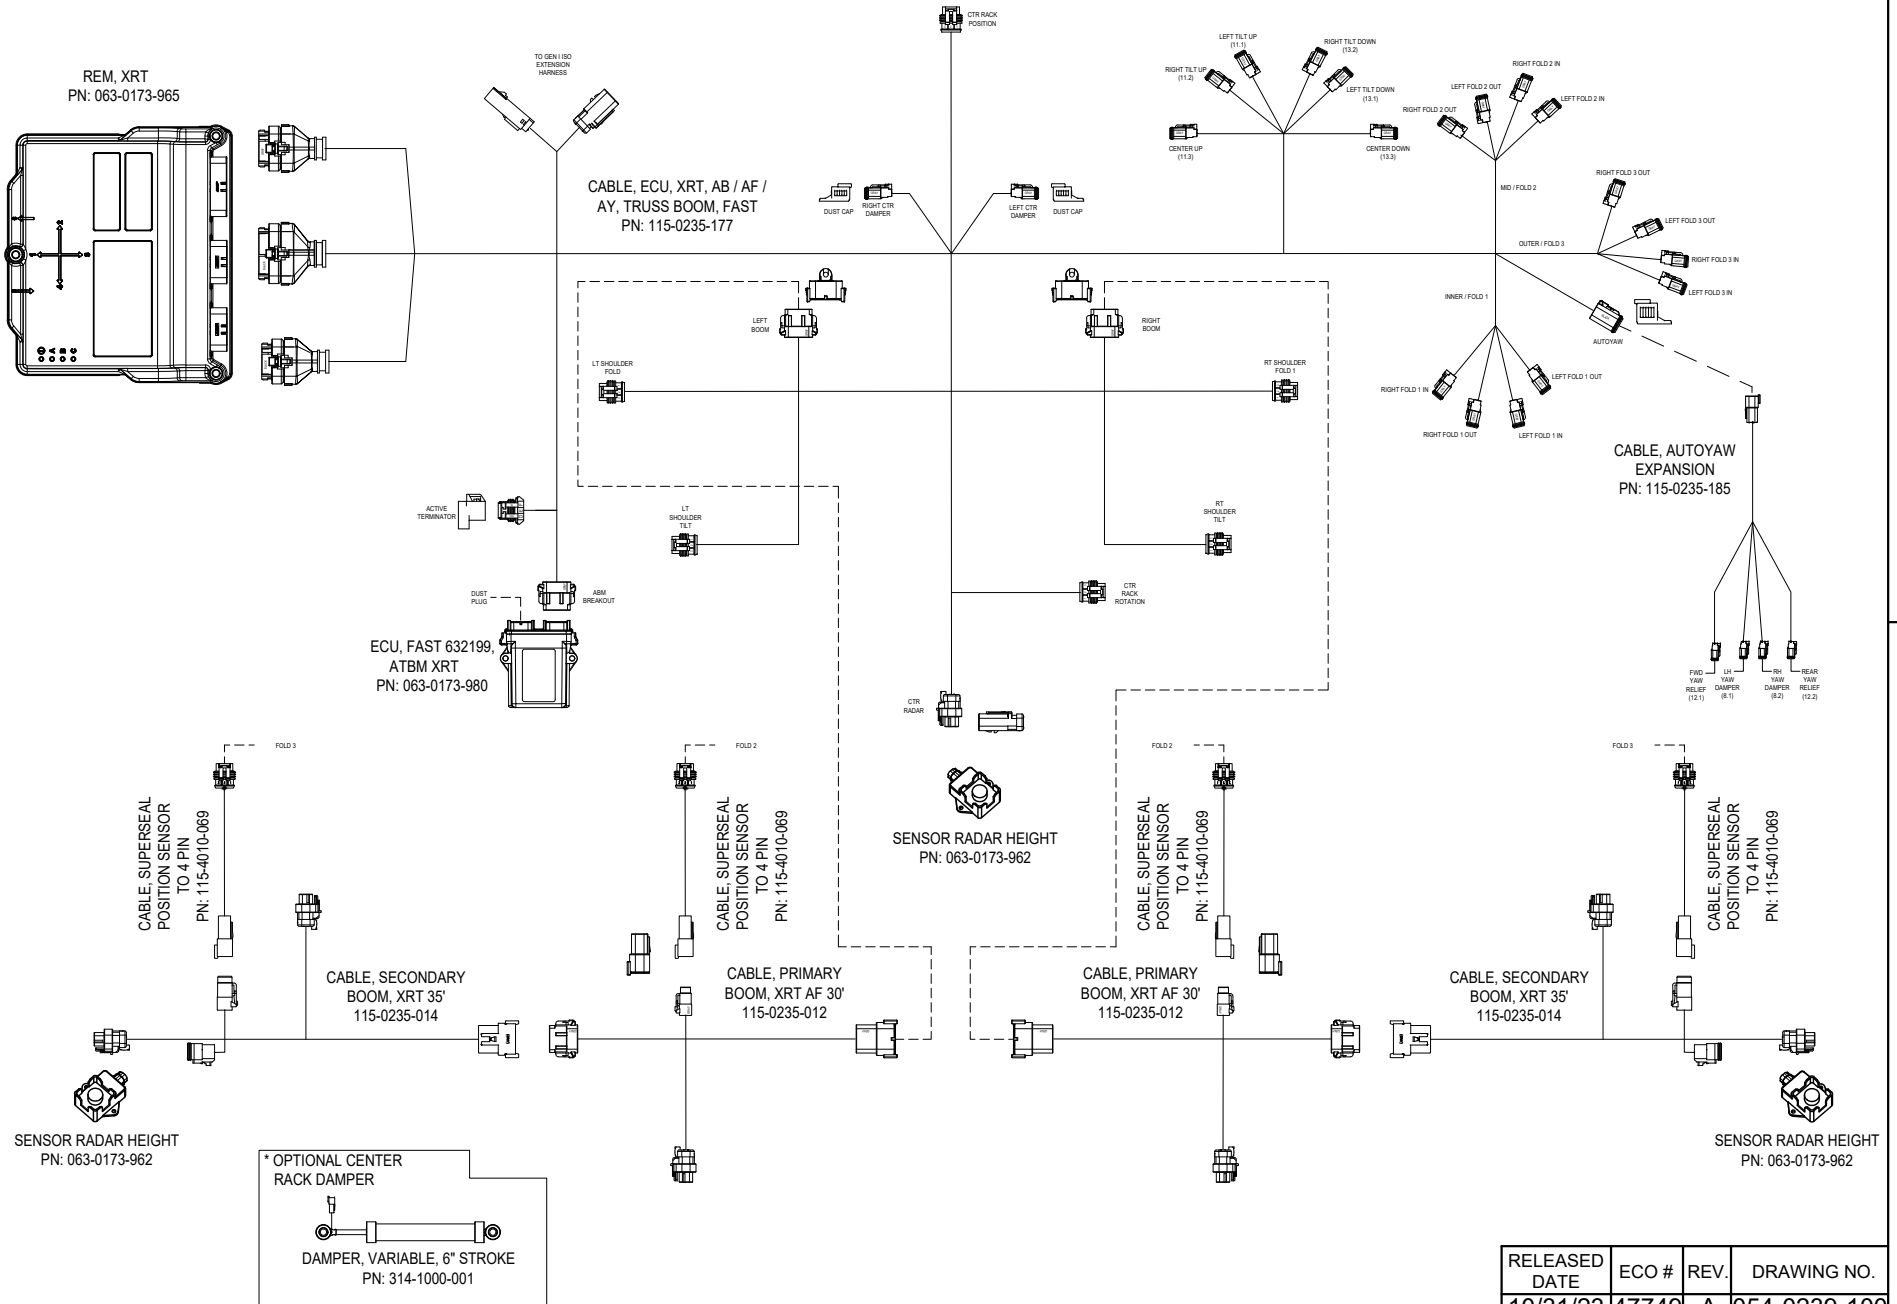 CTR RACK
POSITION
REM, XRT
PN: 063-0173-965
TO GEN I ISO
EXTENSION
HARNESS
CABLE, ECU, XRT, AB / AF /
AY, TRUSS BOOM, FAST
PN: 115-0235-177
DUST CAP
RIGHT CTR
DAMPER
LEFT CTR
DAMPER
DUST CAP
LEFT TILT UP
(11.1)
RIGHT TILT UP
(11.2)
RIGHT TILT DOWN
(13.2)
LEFT TILT DOWN
(13.1)
CENTER UP
(11.3)
CENTER DOWN
(13.3)
RIGHT FOLD 2 IN
LEFT FOLD 2 OUT
LEFT FOLD 2 IN
RIGHT FOLD 2 OUT
MID / FOLD 2
RIGHT FOLD 3 OUT
LEFT FOLD 3 OUT
OUTER / FOLD 3
RIGHT FOLD 3 IN
LEFT FOLD 3 IN
INNER / FOLD 1
AUTOYAW
RIGHT FOLD 1 IN
LEFT FOLD 1 OUT
RIGHT FOLD 1 OUT
LEFT FOLD 1 IN
LEFT
BOOM
RIGHT
BOOM
LT SHOULDER
FOLD
RT SHOULDER
FOLD 1
CABLE, AUTOYAW
EXPANSION
PN: 115-0235-185
ACTIVE
TERMINATOR
LT
SHOULDER
TILT
RT
SHOULDER
TILT
DUST
PLUG
ABM
BREAKOUT
CTR
RACK
ROTATION
ECU, FAST 632199,
ATBM XRT
PN: 063-0173-980
FWD
YAW
RELIEF
(12.1)
LH
YAW
DAMPER
(8.1)
RH
YAW
DAMPER
(8.2)
REAR
YAW
RELIEF
(12.2)
CTR
RADAR
FOLD 3
FOLD 2
FOLD 2
FOLD 3
CABLE, SUPERSEAL
POSITION SENSOR
TO 4 PIN
PN: 115-4010-069
CABLE, SUPERSEAL
POSITION SENSOR
TO 4 PIN
PN: 115-4010-069
SENSOR RADAR HEIGHT
PN: 063-0173-962
CABLE, SUPERSEAL
POSITION SENSOR
TO 4 PIN
PN: 115-4010-069
CABLE, SUPERSEAL
POSITION SENSOR
TO 4 PIN
PN: 115-4010-069
CABLE, SECONDARY
BOOM, XRT 35'
115-0235-014
CABLE, PRIMARY
BOOM, XRT AF 30'
115-0235-012
CABLE, PRIMARY
BOOM, XRT AF 30'
115-0235-012
CABLE, SECONDARY
BOOM, XRT 35'
115-0235-014
SENSOR RADAR HEIGHT
PN: 063-0173-962
SENSOR RADAR HEIGHT
PN: 063-0173-962
* OPTIONAL CENTER
RACK DAMPER
DAMPER, VARIABLE, 6" STROKE
PN: 314-1000-001
RELEASED DATE ECO # REV. DRAWING NO.
10/31/23 47749 A 054-0239-100